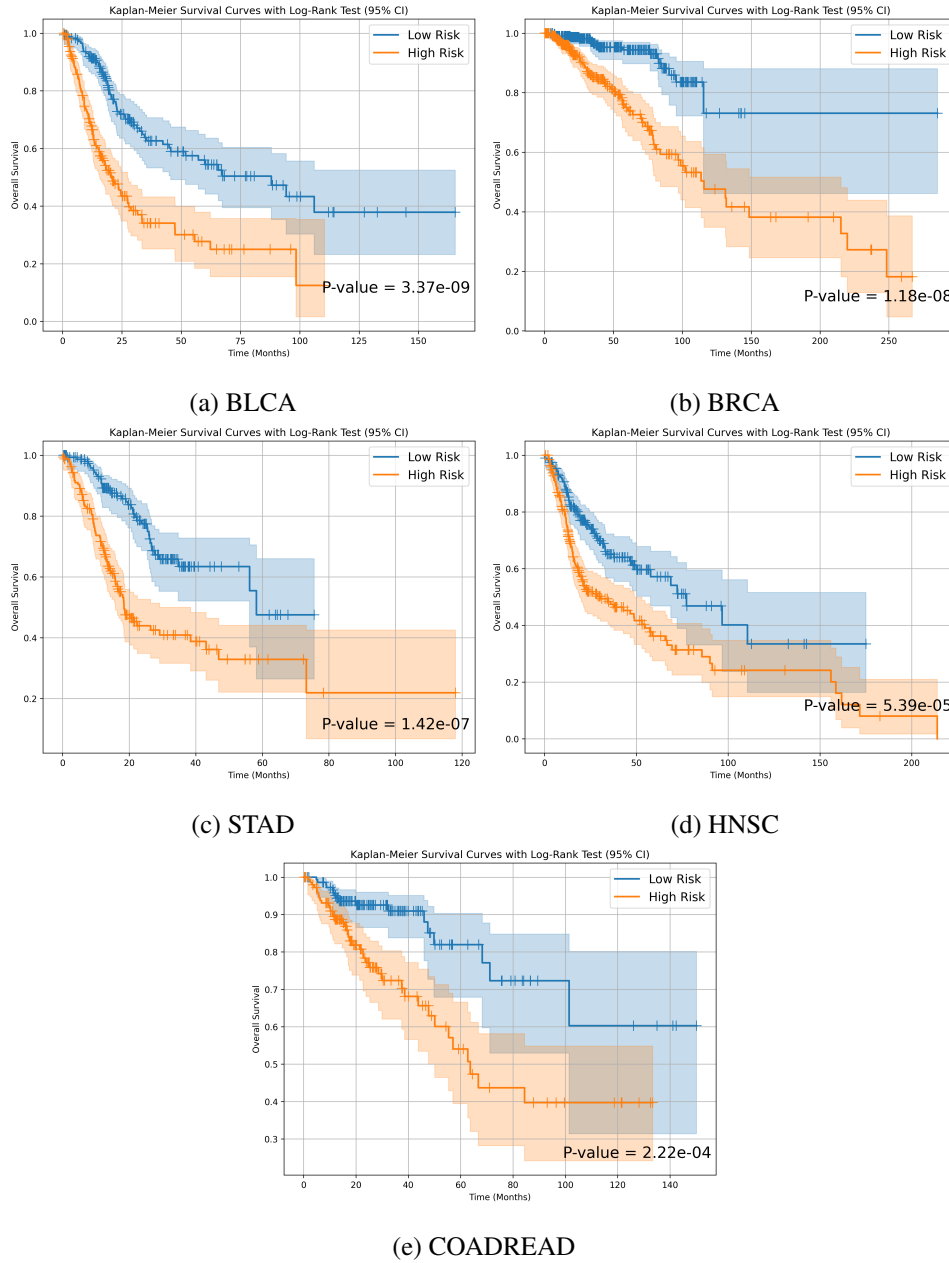 Kaplan-Meier Survival Curves with Log-Rank Test (95% CI)
Low Risk
High Risk
1.0
0.8
0.6
0.4
0.2
0.0
Overall Survival
P-value = 3.37e-09
0 25 50 75 100 125 150
Time (Months)
(a) BLCA
Kaplan-Meier Survival Curves with Log-Rank Test (95% CI)
Low Risk
High Risk
1.0
0.8
0.6
0.4
0.2
0.0
Overall Survival
P-value = 1.18e-08
0 50 100 150 200 250
Time (Months)
(b) BRCA
Kaplan-Meier Survival Curves with Log-Rank Test (95% CI)
Low Risk
High Risk
1.0
0.8
0.6
0.4
0.2
Overall Survival
P-value = 1.42e-07
0 20 40 60 80 100 120
Time (Months)
(c) STAD
Kaplan-Meier Survival Curves with Log-Rank Test (95% CI)
Low Risk
High Risk
1.0
0.8
0.6
0.4
0.2
0.0
Overall Survival
P-value = 5.39e-05
0 50 100 150 200
Time (Months)
(d) HNSC
Kaplan-Meier Survival Curves with Log-Rank Test (95% CI)
Low Risk
High Risk
1.0
0.9
0.8
0.7
0.6
0.5
0.4
0.3
Overall Survival
P-value = 2.22e-04
0 20 40 60 80 100 120 140
Time (Months)
(e) COADREAD